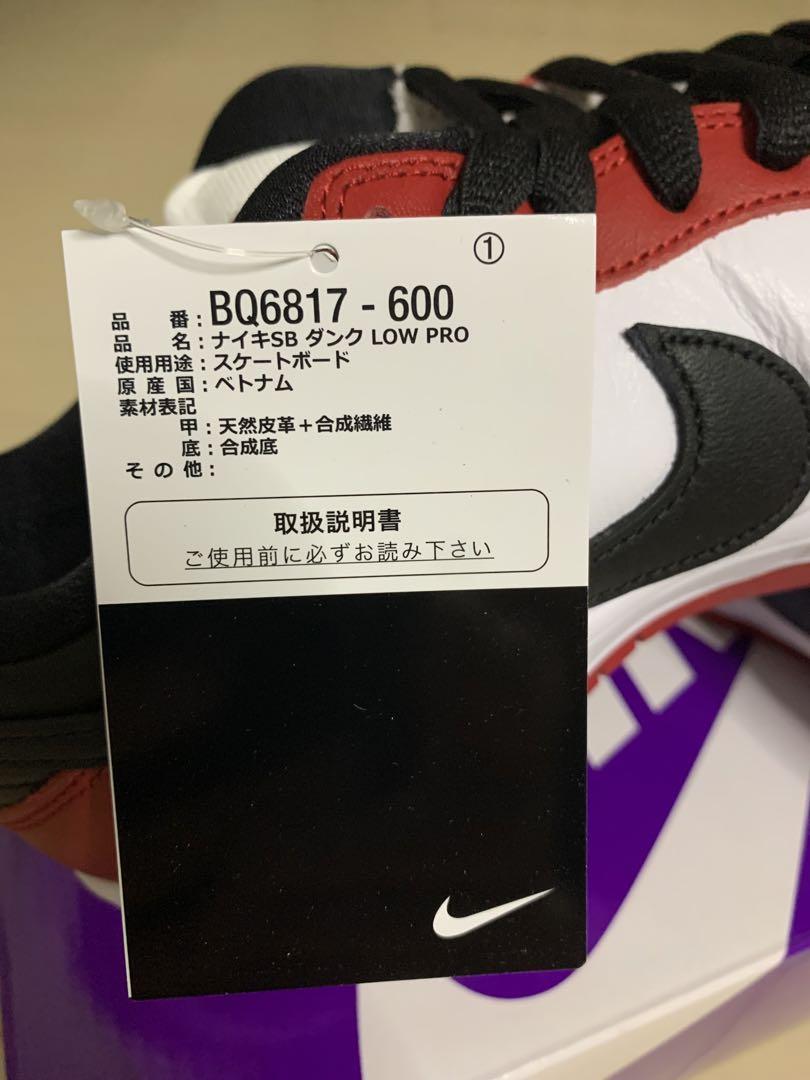 ①
品 番：BQ6817 - 600
品 名：ナイキSB ダンク LOW PRO
使用用途：スケートボード
原 産 国：ベトナム
素材表記
甲：天然皮革＋合成繊維
底：合成底
そ の 他：
取扱説明書
ご使用前に必ずお読み下さい